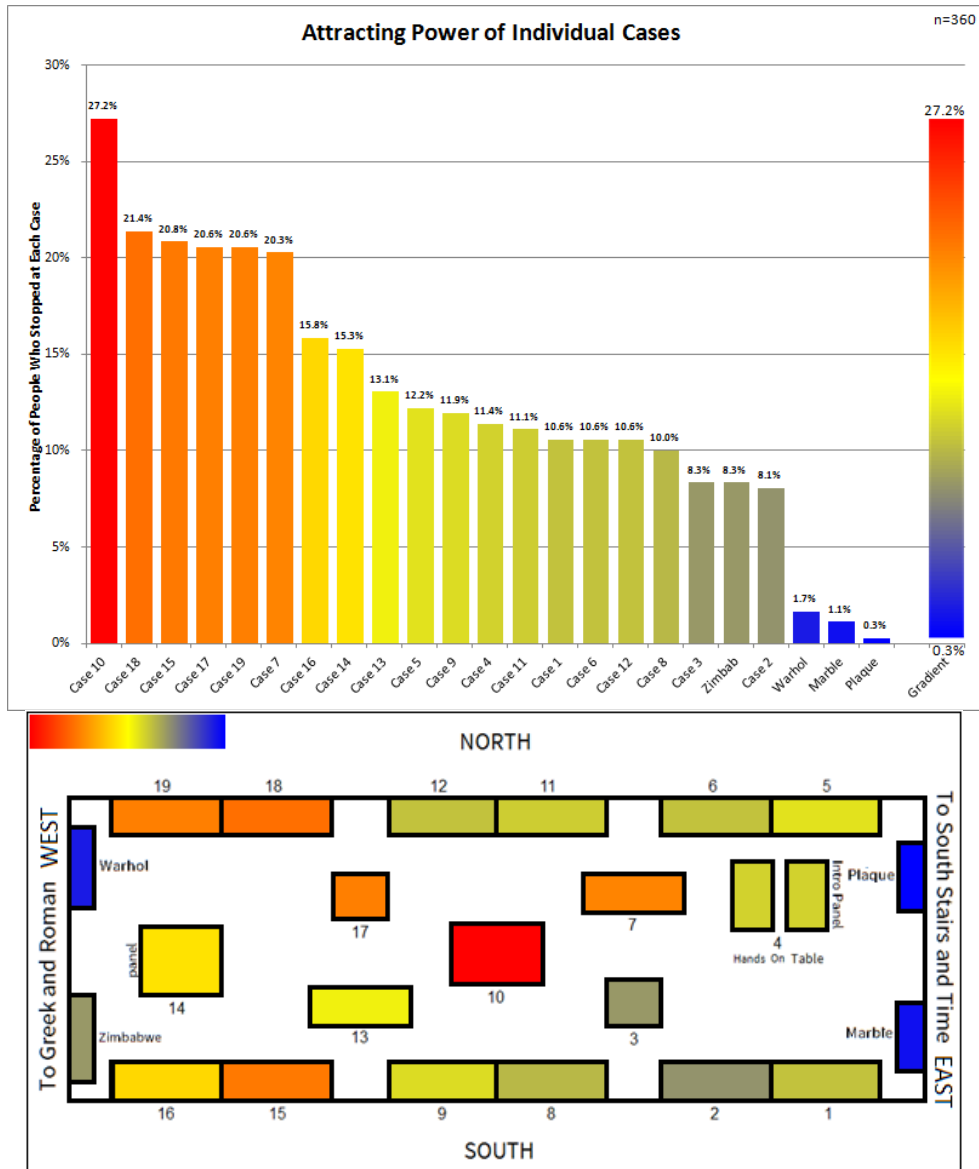 n=360
Attracting Power of Individual Cases
Percentage of People Who Stopped at Each Case
30%
25%
20%
15%
10%
5%
0%
27.2%
21.4%
20.8%
20.6%
20.6%
20.3%
15.8%
15.3%
13.1%
12.2%
11.9%
11.4%
11.1%
10.6%
10.6%
10.6%
10.0%
8.3%
8.3%
8.1%
1.7%
1.1%
0.3%
27.2%
0.3%
Case 10
Case 18
Case 15
Case 17
Case 19
Case 7
Case 16
Case 14
Case 13
Case 5
Case 9
Case 4
Case 11
Case 1
Case 6
Case 12
Case 8
Case 3
Zimbab
Case 2
Warhol
Marble
Plaque
Gradient
NORTH
19
18
12
11
6
5
To Greek and Roman WEST
To South Stairs and Time EAST
Warhol
Plaque
Intro Panel
17
7
4
Hands On Table
panel
14
10
13
3
Zimbabwe
Marble
16
15
9
8
2
1
SOUTH